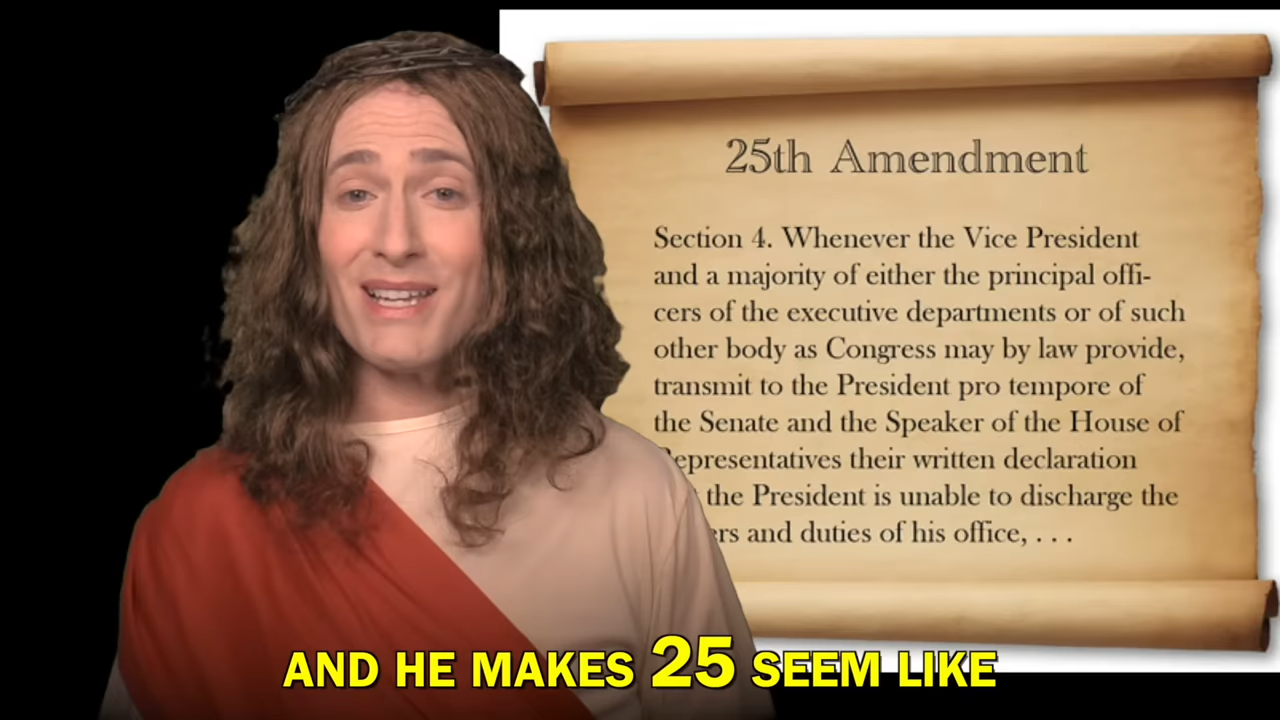 25th Amendment
Section 4. Whenever the Vice President
and a majority of either the principal offi-
cers of the executive departments or of such
other body as Congress may by law provide,
transmit to the President pro tempore of
the Senate and the Speaker of the House of
epresentatives their written declaration
the President is unable to discharge the
ers and duties of his office, . . .
AND HE MAKES 25 SEEM LIKE